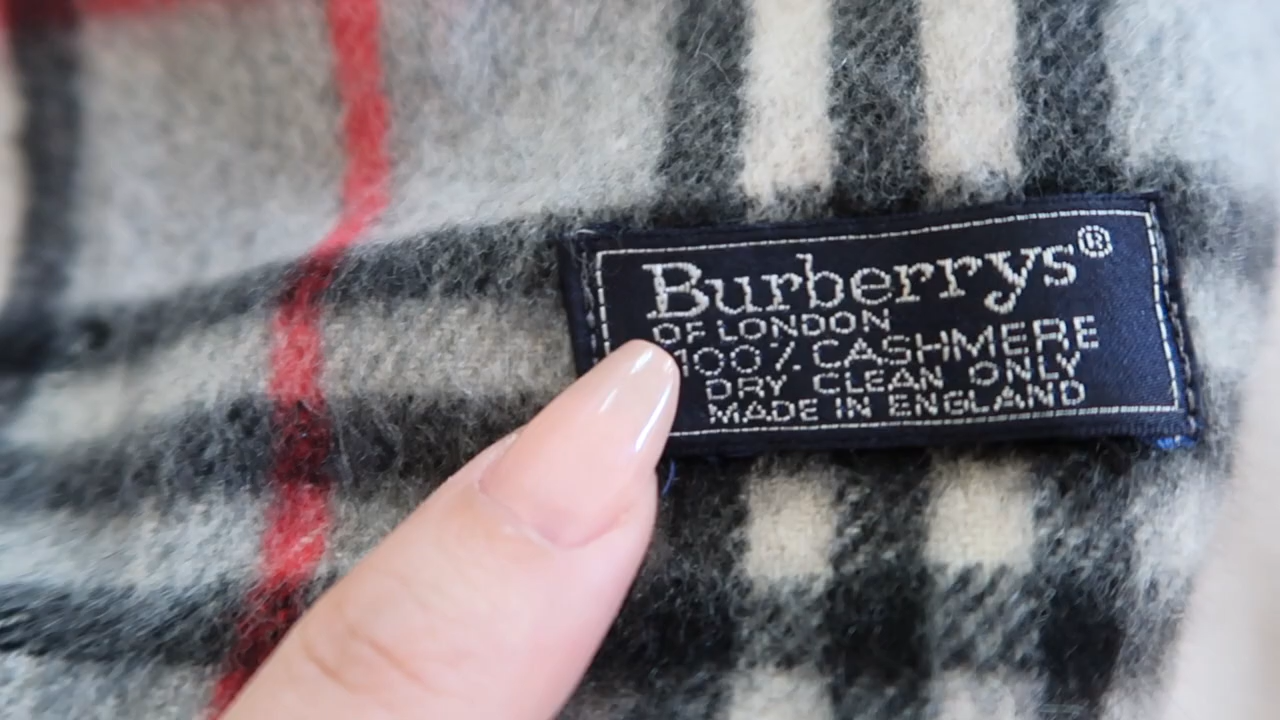 Burberrys®
OF LONDON
100% CASHMERE
DRY CLEAN ONLY
MADE IN ENGLAND